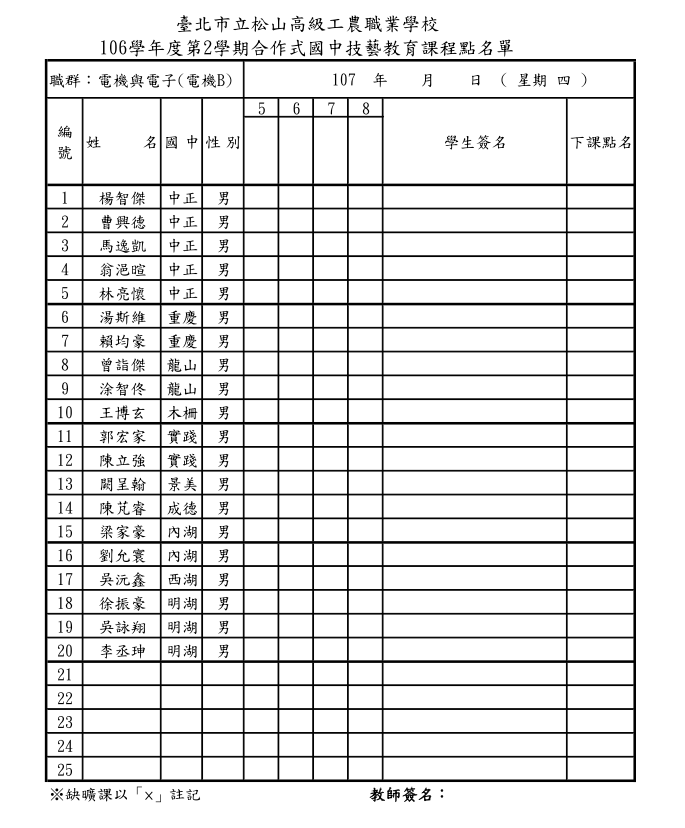 臺北市立松山高級工農職業學校
106學年度第2學期合作式國中技藝教育課程點名單
職群：電機與電子(電機B) 107 年 月 日 ( 星期 四 )
編號 姓 名 國 中 性 別 5 6 7 8 學生簽名 下課點名
1 楊智傑 中正 男
2 曹興德 中正 男
3 馬逸凱 中正 男
4 翁浥暄 中正 男
5 林亮懷 中正 男
6 湯斯維 重慶 男
7 賴均豪 重慶 男
8 曾詣傑 龍山 男
9 涂智佟 龍山 男
10 王博玄 木柵 男
11 郭宏家 實踐 男
12 陳立強 實踐 男
13 闕呈翰 景美 男
14 陳芃睿 成德 男
15 梁家豪 內湖 男
16 劉允寰 內湖 男
17 吳沅鑫 西湖 男
18 徐振豪 明湖 男
19 吳詠翔 明湖 男
20 李丞珅 明湖 男
21
22
23
24
25
※缺曠課以「×」註記 教師簽名：